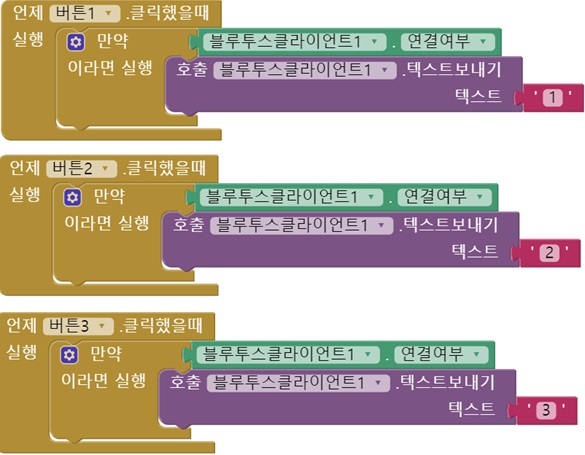 언제 버튼1 .클릭했을때
실행 만약 블루투스클라이언트1 . 연결여부
이라면 실행 호출 블루투스클라이언트1 .텍스트보내기
텍스트 ' 1 '
언제 버튼2 .클릭했을때
실행 만약 블루투스클라이언트1 . 연결여부
이라면 실행 호출 블루투스클라이언트1 .텍스트보내기
텍스트 ' 2 '
언제 버튼3 .클릭했을때
실행 만약 블루투스클라이언트1 . 연결여부
이라면 실행 호출 블루투스클라이언트1 .텍스트보내기
텍스트 ' 3 '